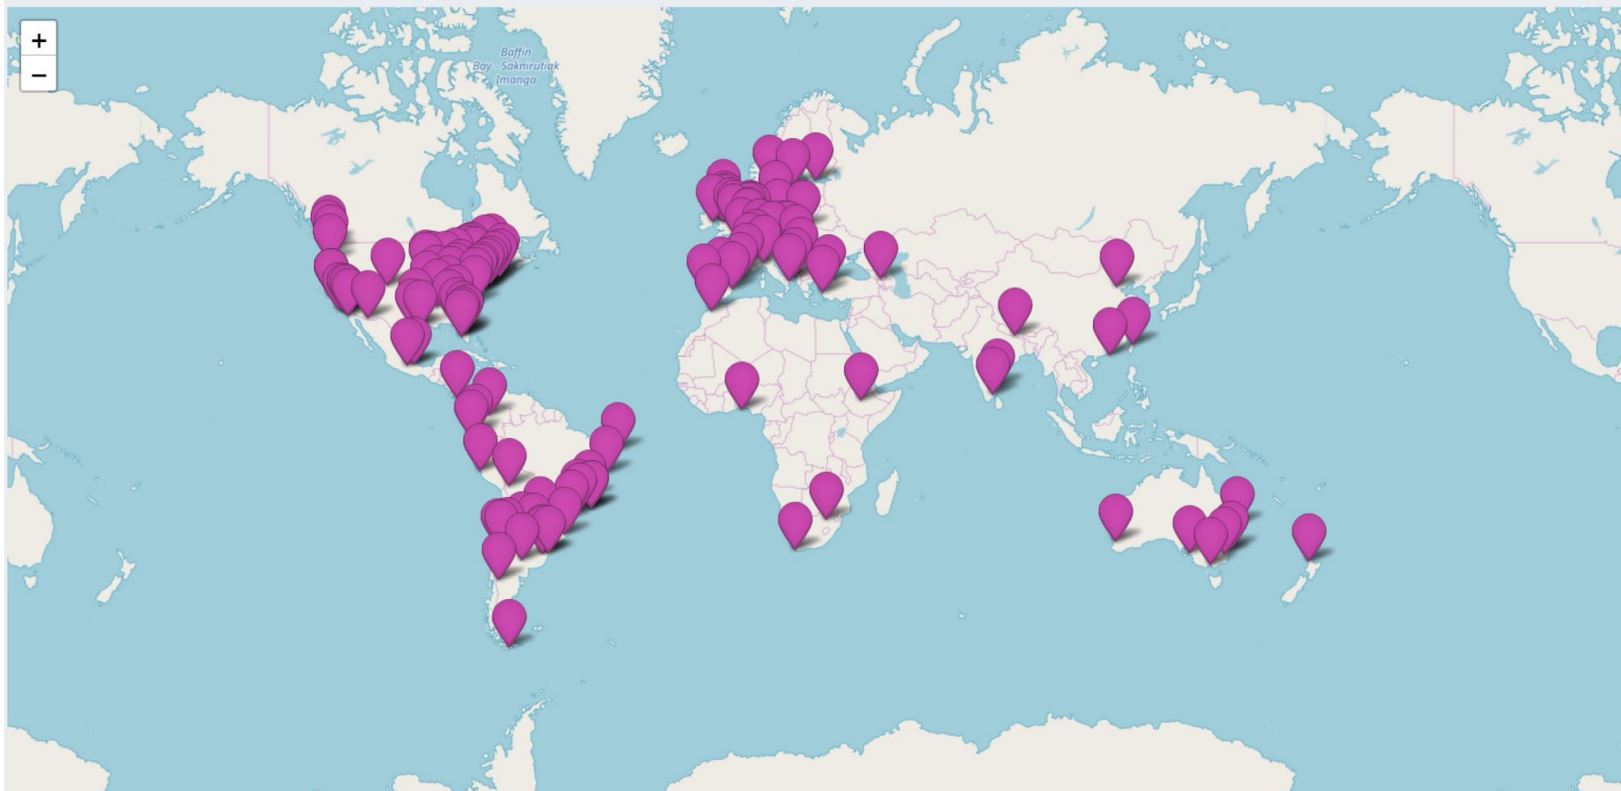 +
−
Baffin
Bay - Saknirutiak
Imanga